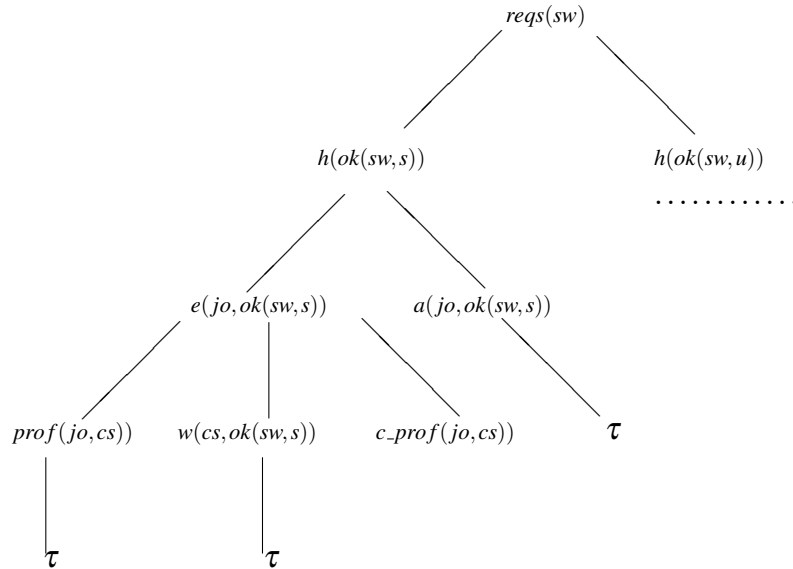 reqs(sw)
h(ok(sw,s)) h(ok(sw,u))
............
e(jo,ok(sw,s)) a(jo,ok(sw,s))
prof(jo,cs)) w(cs,ok(sw,s)) c_prof(jo,cs)) τ
τ τ